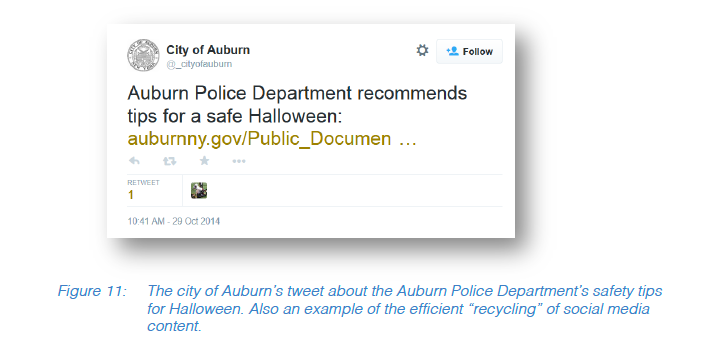 City of Auburn
@_cityofauburn
Follow
Auburn Police Department recommends
tips for a safe Halloween:
auburnny.gov/Public_Documen ...
RETWEET
1
10:41 AM - 29 Oct 2014
Figure 11: The city of Auburn's tweet about the Auburn Police Department's safety tips
for Halloween. Also an example of the efficient “recycling” of social media
content.